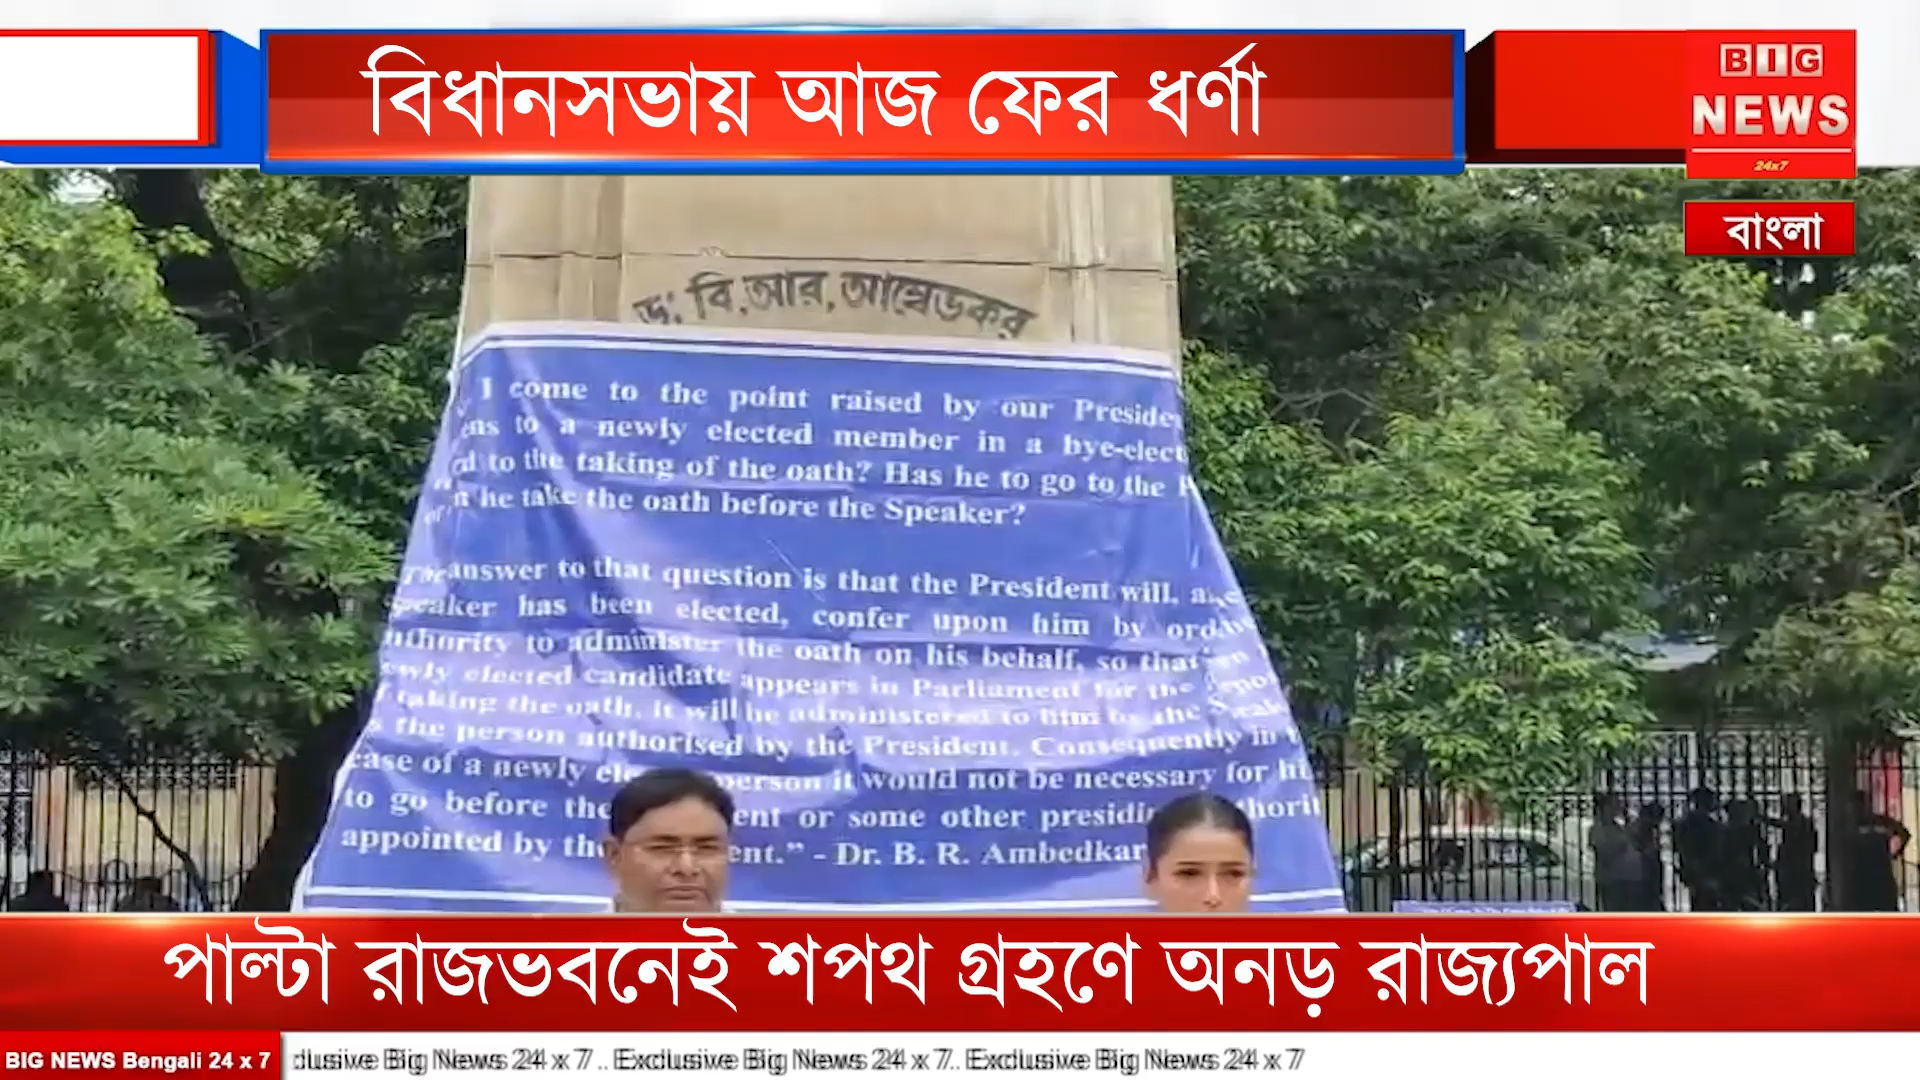 বিধানসভায় আজ ফের ধর্ণা
BIG
NEWS
24x7
বাংলা
ড: বি.আর.আম্বেডকর
I come to the point raised by our
to a newly elected member in a
to the taking of the oath? Has he to go to the
he take the oath before the Speaker?
answer to that question is that the President will,
has been elected, confer upon him by
to administer the oath on his behalf, so that
elected candidate appears in Parliament for the
taking the oath, it will be administered to him by the
the person authorised by the President. Consequently in
case of a newly person it would not be necessary for
to go before the or some other
appointed by ” - Dr. B. R. Ambedkar
পাল্টা রাজভবনেই শপথ গ্রহণে অনড় রাজ্যপাল
BIG NEWS Bengali 24 x 7
Big News 24 x 7 .. Exclusive Big News 24 x 7.. Exclusive Big News 24 x 7